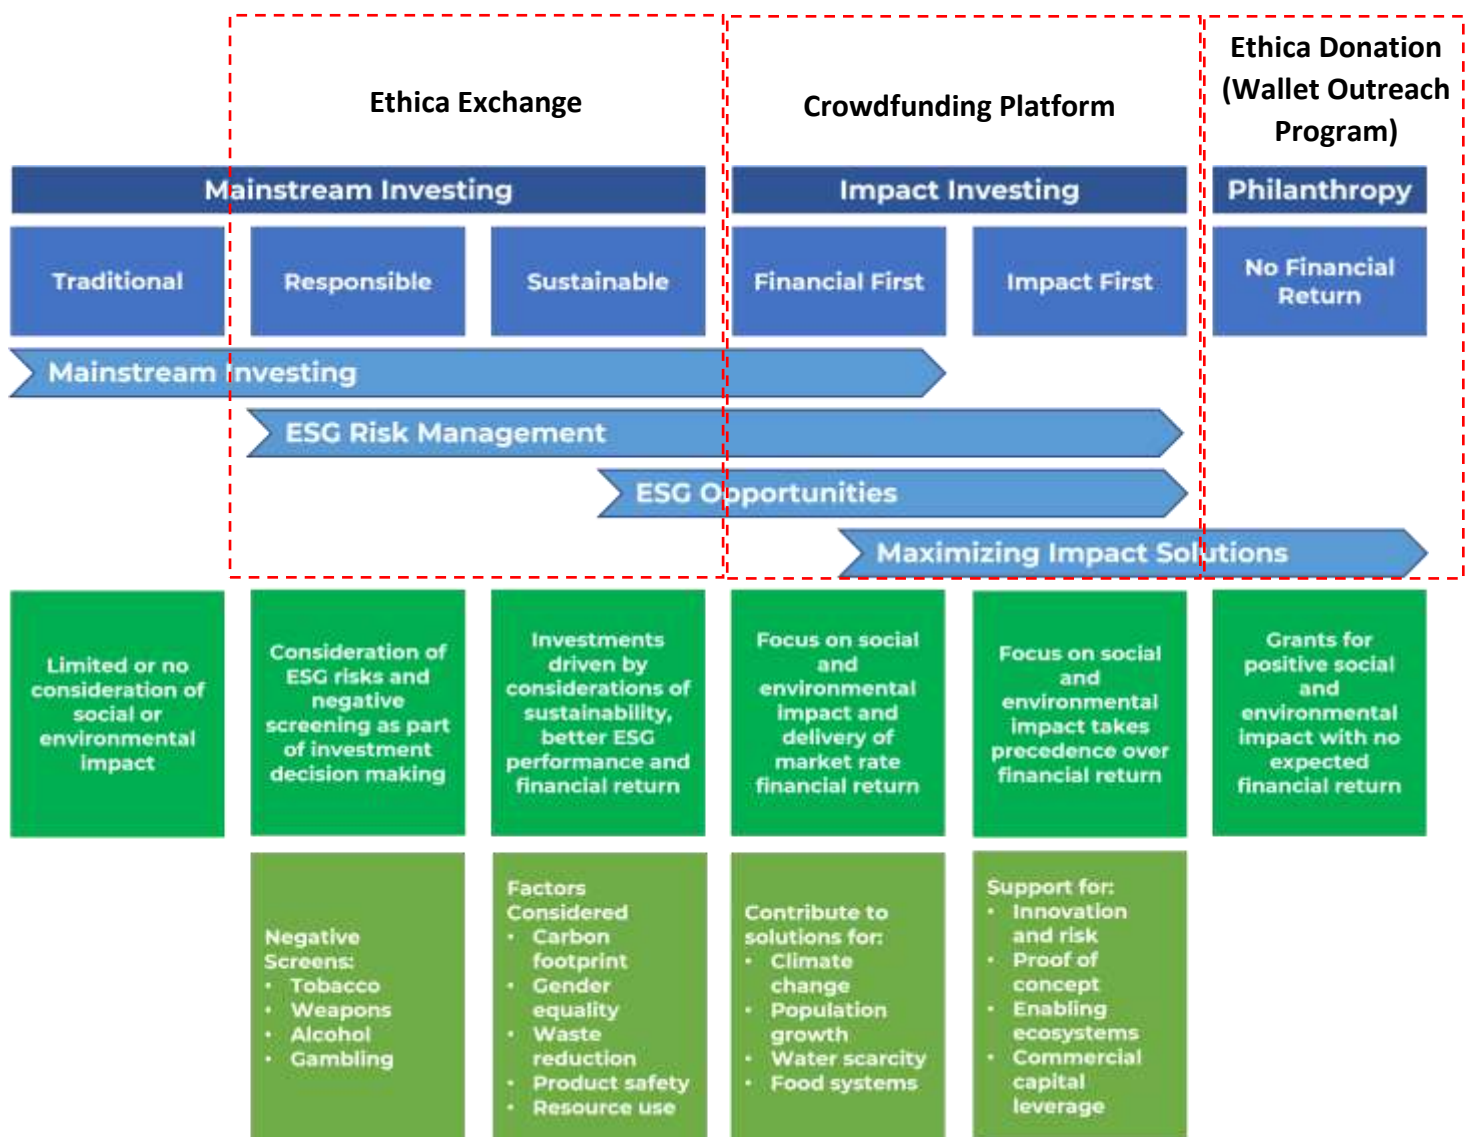 Ethica Exchange
Crowdfunding Platform
Ethica Donation
(Wallet Outreach
Program)
Mainstream Investing
Impact Investing
Philanthropy
Traditional
Responsible
Sustainable
Financial First
Impact First
No Financial
Return
Mainstream Investing
ESG Risk Management
ESG Opportunities
Maximizing Impact Solutions
Limited or no
consideration of
social or
environmental
impact
Consideration of
ESG risks and
negative
screening as part
of investment
decision making
Investments
driven by
considerations of
sustainability,
better ESG
performance and
financial return
Focus on social
and
environmental
impact and
delivery of
market rate
financial return
Focus on social
and
environmental
impact takes
precedence over
financial return
Grants for
positive social
and
environmental
impact with no
expected
financial return
Negative
Screens:
• Tobacco
• Weapons
• Alcohol
• Gambling
Factors
Considered
• Carbon
footprint
• Gender
equality
• Waste
reduction
• Product safety
• Resource use
Contribute to
solutions for:
• Climate
change
• Population
growth
• Water scarcity
• Food systems
Support for:
• Innovation
and risk
• Proof of
concept
• Enabling
ecosystems
• Commercial
capital
leverage